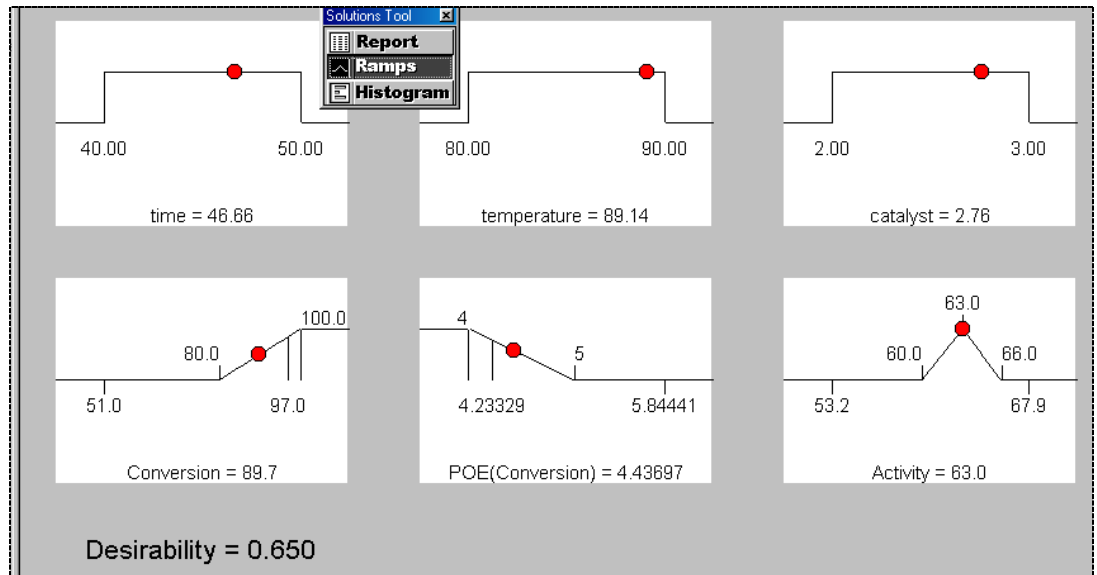 Solutions Tool
Report
Ramps
Histogram
40.00 50.00
time = 46.66
80.00 90.00
temperature = 89.14
2.00 3.00
catalyst = 2.76
100.0
80.0
51.0 97.0
Conversion = 89.7
4
5
4.23329 5.84441
POE(Conversion) = 4.43697
63.0
60.0 66.0
53.2 67.9
Activity = 63.0
Desirability = 0.650